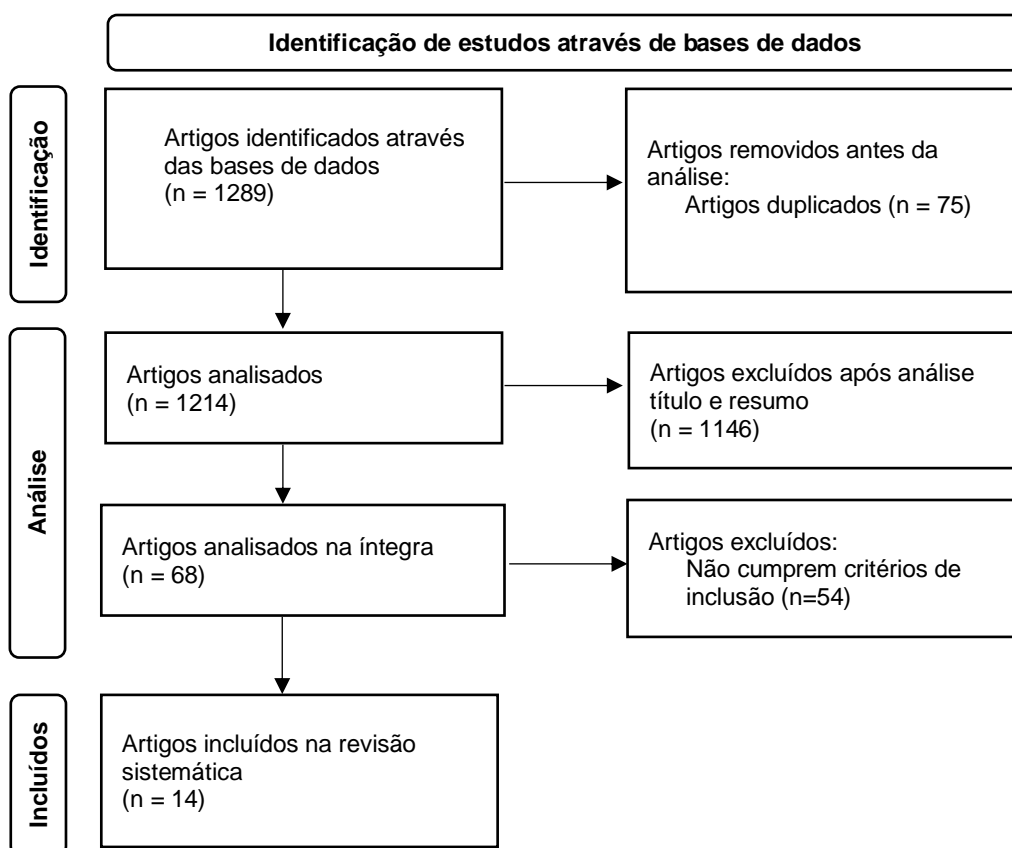 Identificação de estudos através de bases de dados
Identificação
Artigos identificados através
das bases de dados
(n = 1289)
Artigos removidos antes da
análise:
Artigos duplicados (n = 75)
Análise
Artigos analisados
(n = 1214)
Artigos excluídos após análise
título e resumo
(n = 1146)
Artigos analisados na íntegra
(n = 68)
Artigos excluídos:
Não cumprem critérios de
inclusão (n=54)
Incluídos
Artigos incluídos na revisão
sistemática
(n = 14)